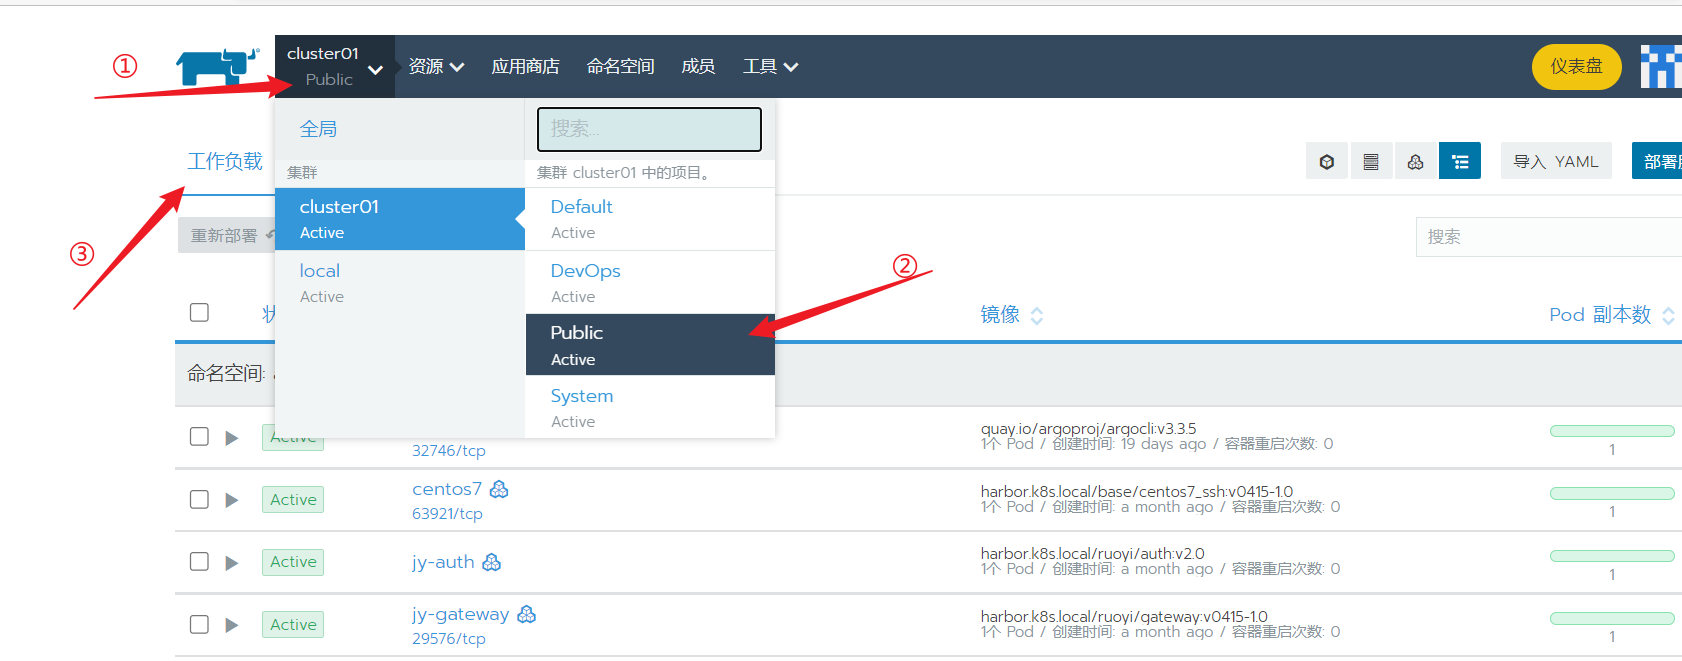 ①
cluster01
Public
资源
应用商店
命名空间
成员
工具
仪表盘
全局
搜索...
集群
集群 cluster01 中的项目。
cluster01
Active
local
Active
Default
Active
DevOps
Active
Public
Active
System
Active
②
③
工作负载
导入 YAML
部署
重新部署
搜索
镜像
Pod 副本数
命名空间:
Active
32746/tcp
quay.io/argoproj/argocli:v3.3.5
1个 Pod / 创建时间: 19 days ago / 容器重启次数: 0
1
Active
centos7
63921/tcp
harbor.k8s.local/base/centos7_ssh:v0415-1.0
1个 Pod / 创建时间: a month ago / 容器重启次数: 0
1
Active
jy-auth
harbor.k8s.local/ruoyi/auth:v2.0
1个 Pod / 创建时间: a month ago / 容器重启次数: 0
1
Active
jy-gateway
29576/tcp
harbor.k8s.local/ruoyi/gateway:v0415-1.0
1个 Pod / 创建时间: a month ago / 容器重启次数: 0
1